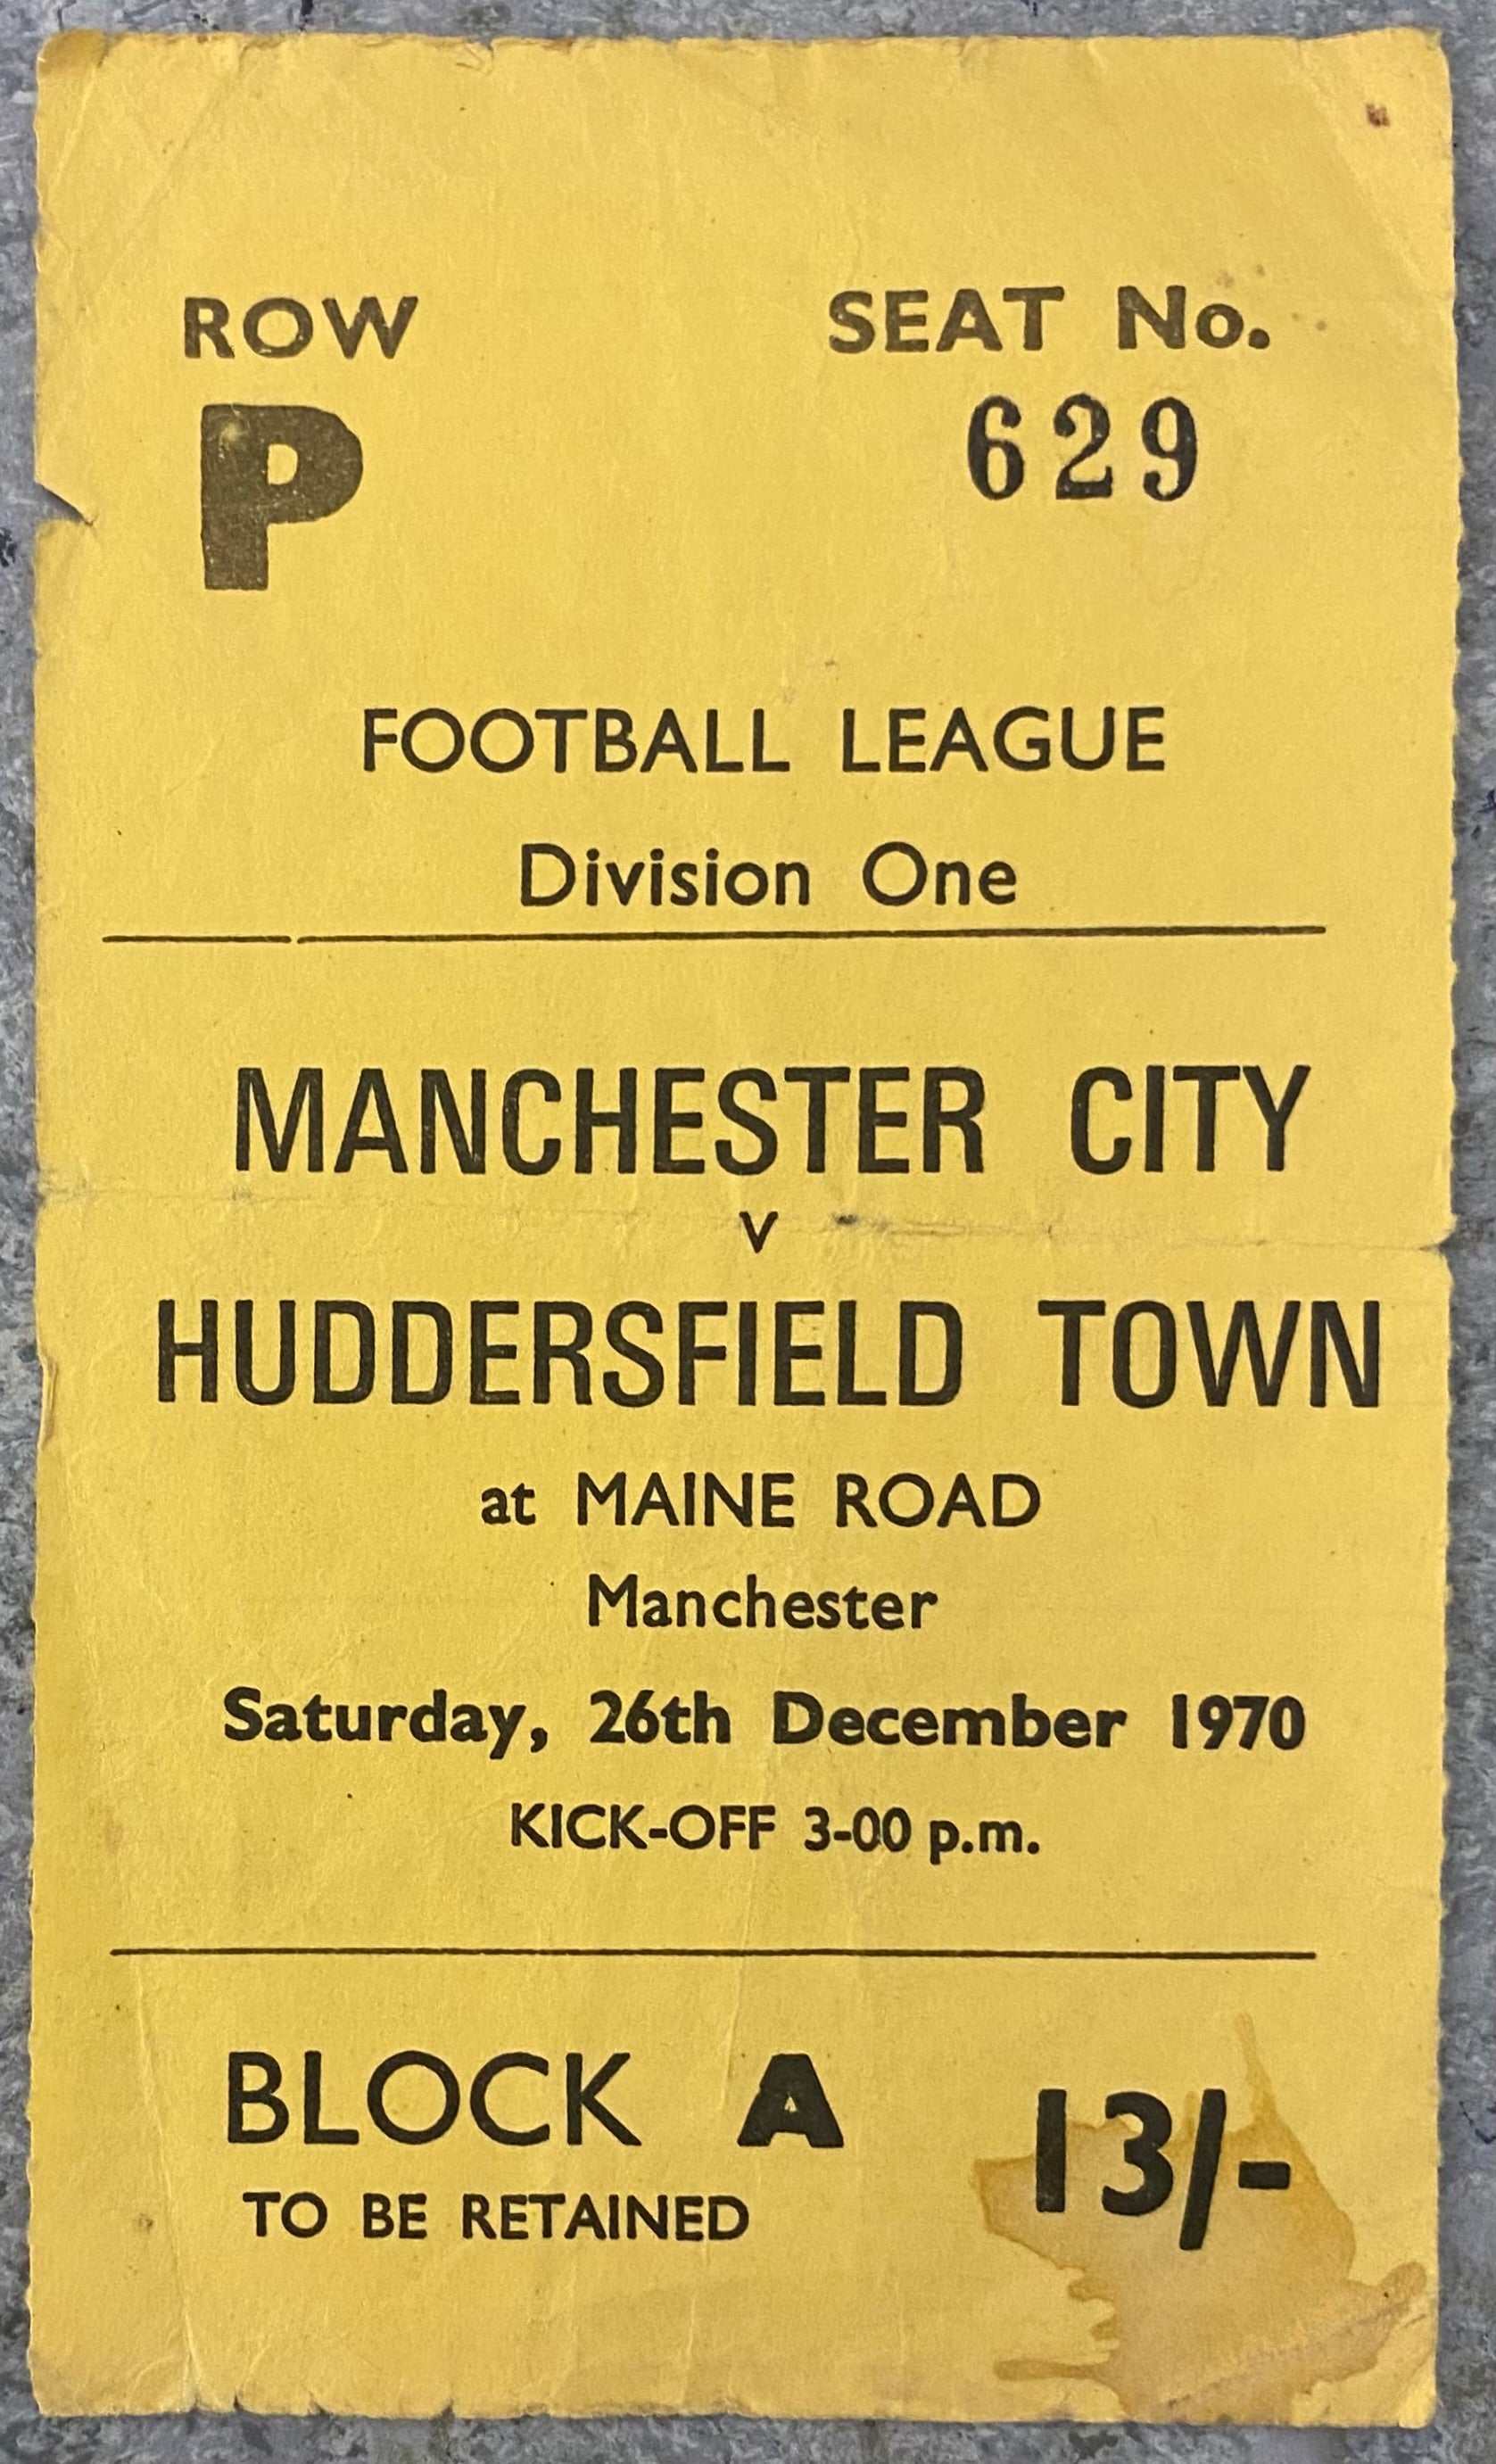 ROW SEAT No.
P 629
FOOTBALL LEAGUE
Division One
MANCHESTER CITY
v
HUDDERSFIELD TOWN
at MAINE ROAD
Manchester
Saturday, 26th December 1970
KICK-OFF 3-00 p.m.
BLOCK A 13/-
TO BE RETAINED